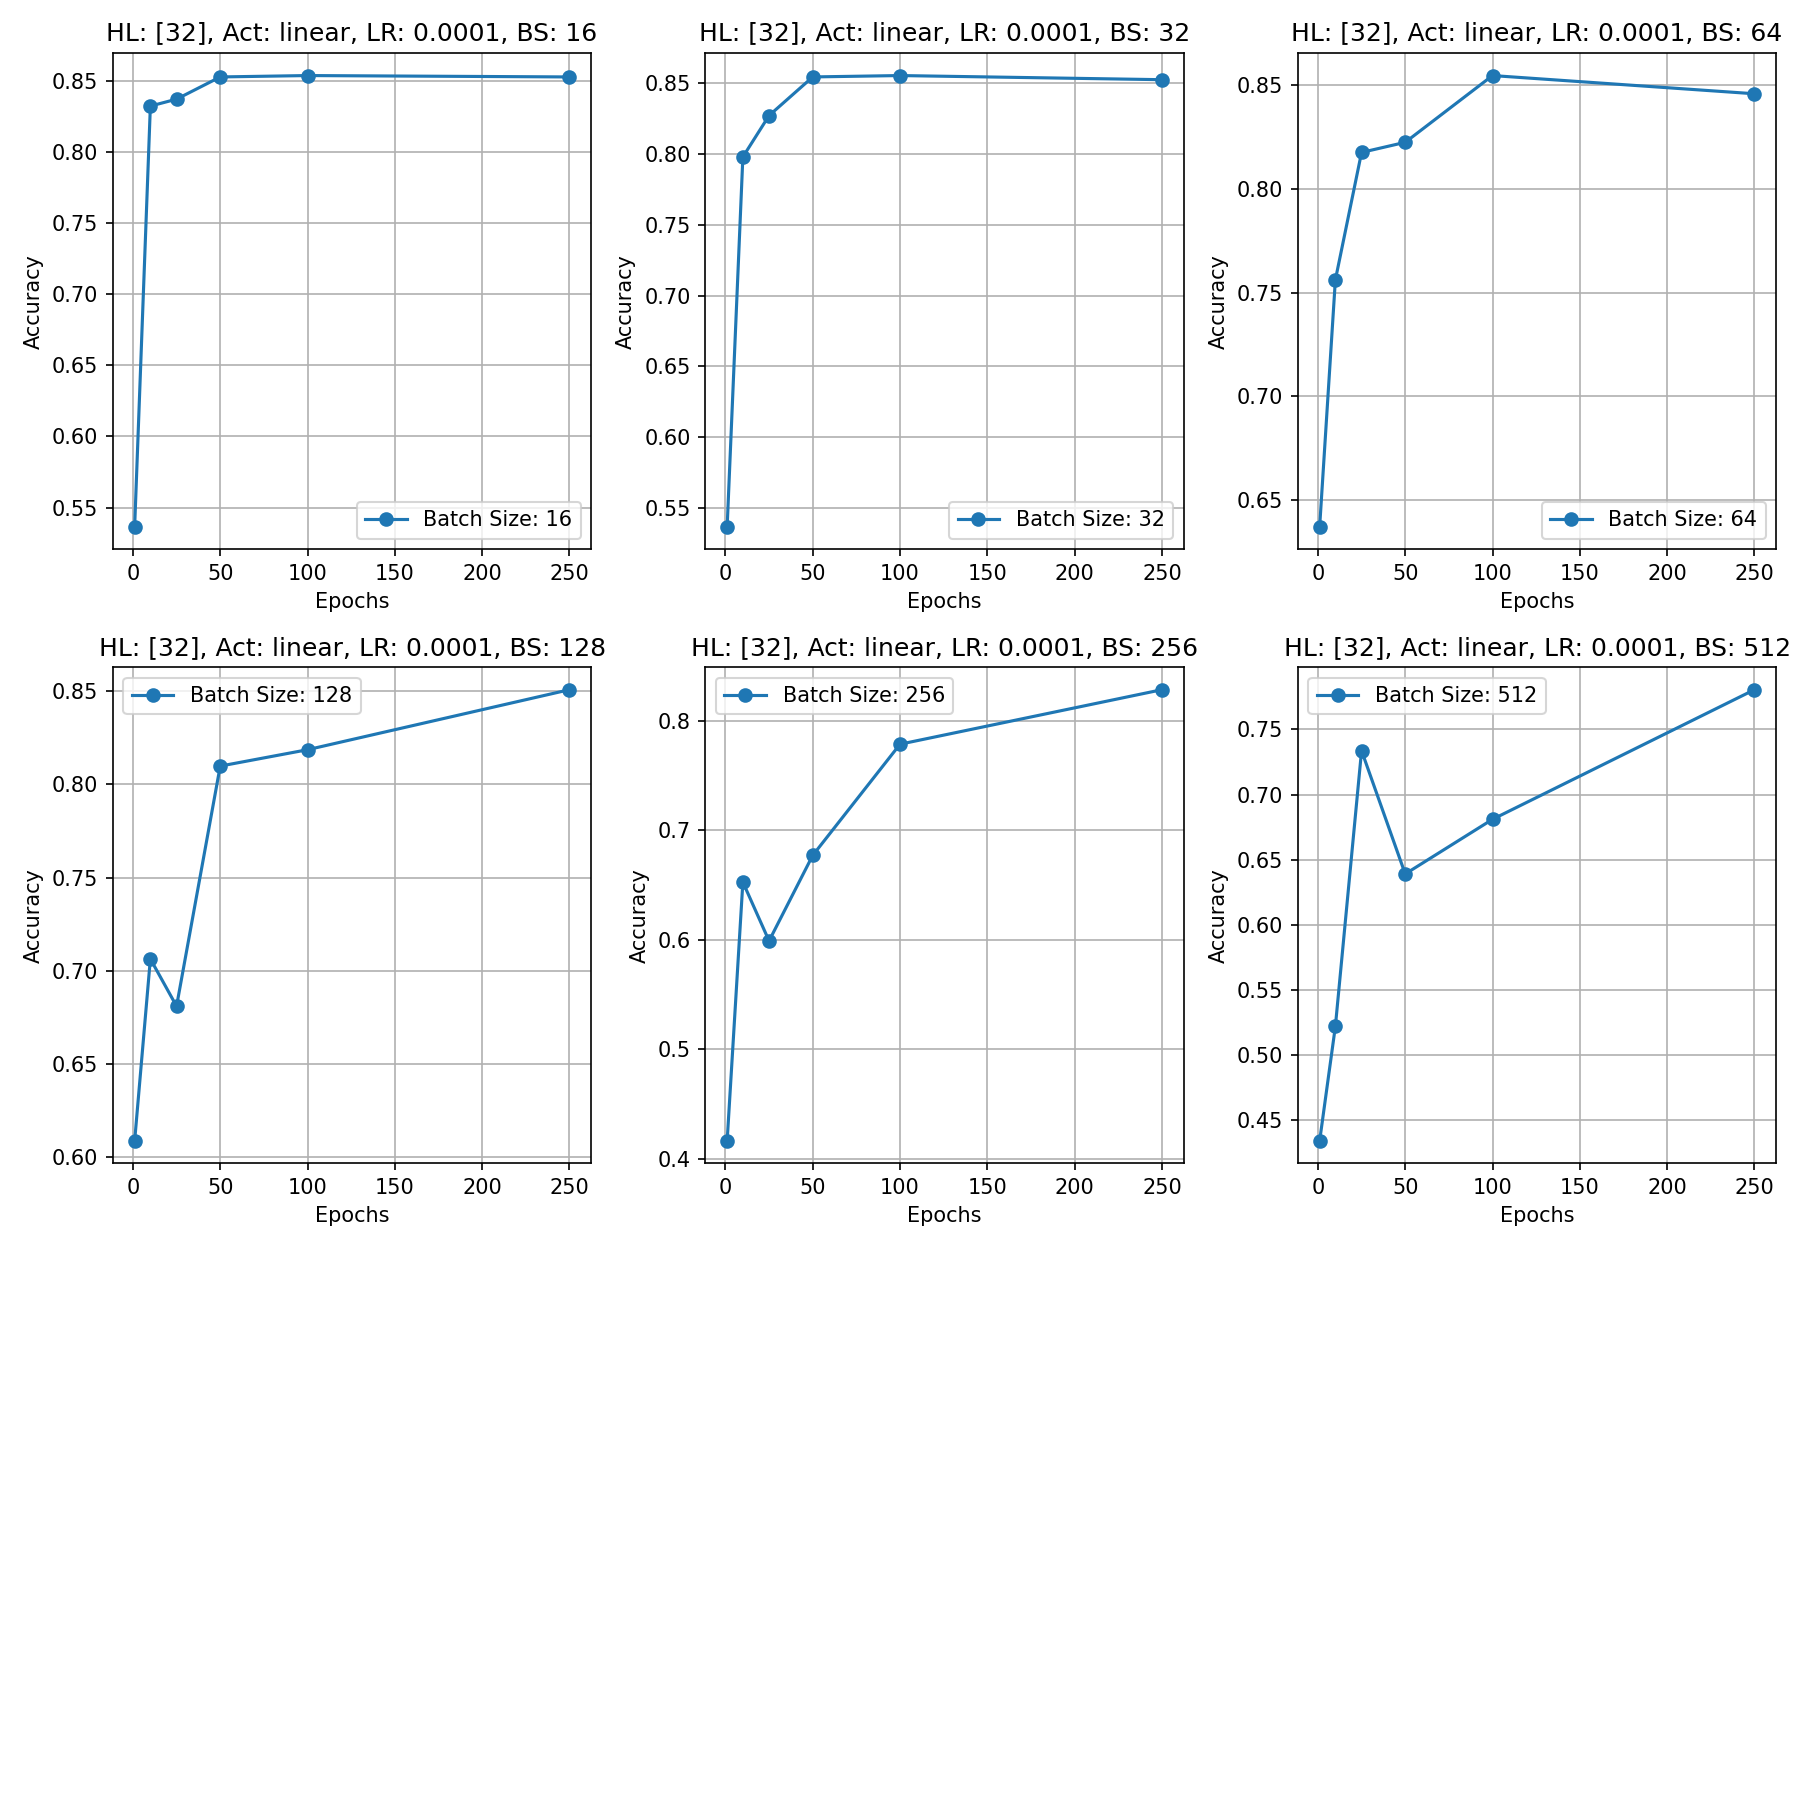 HL: [32], Act: linear, LR: 0.0001, BS: 16
0.85
0.80
0.75
0.70
0.65
0.60
0.55
Accuracy
Batch Size: 16
0 50 100 150 200 250
Epochs
HL: [32], Act: linear, LR: 0.0001, BS: 32
0.85
0.80
0.75
0.70
0.65
0.60
0.55
Accuracy
Batch Size: 32
0 50 100 150 200 250
Epochs
HL: [32], Act: linear, LR: 0.0001, BS: 64
0.85
0.80
0.75
0.70
0.65
Accuracy
Batch Size: 64
0 50 100 150 200 250
Epochs
HL: [32], Act: linear, LR: 0.0001, BS: 128
Batch Size: 128
0.85
0.80
0.75
0.70
0.65
0.60
Accuracy
0 50 100 150 200 250
Epochs
HL: [32], Act: linear, LR: 0.0001, BS: 256
Batch Size: 256
0.8
0.7
0.6
0.5
0.4
Accuracy
0 50 100 150 200 250
Epochs
HL: [32], Act: linear, LR: 0.0001, BS: 512
Batch Size: 512
0.75
0.70
0.65
0.60
0.55
0.50
0.45
Accuracy
0 50 100 150 200 250
Epochs